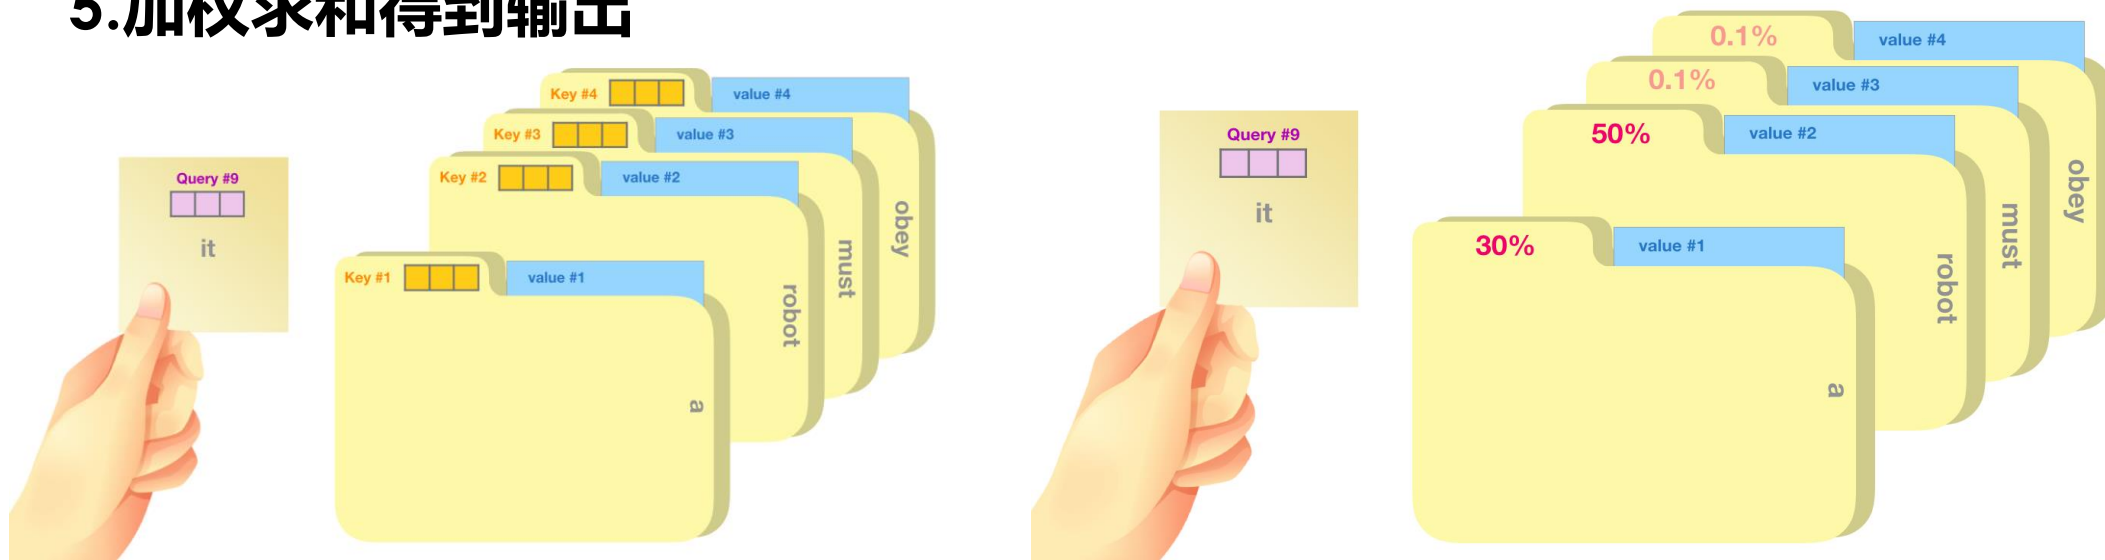 5.加权求和得到输出
Query #9
it
Key #4
value #4
Key #3
value #3
Key #2
value #2
Key #1
value #1
obey
must
robot
a
Query #9
it
0.1%
value #4
0.1%
value #3
50%
value #2
30%
value #1
obey
must
robot
a